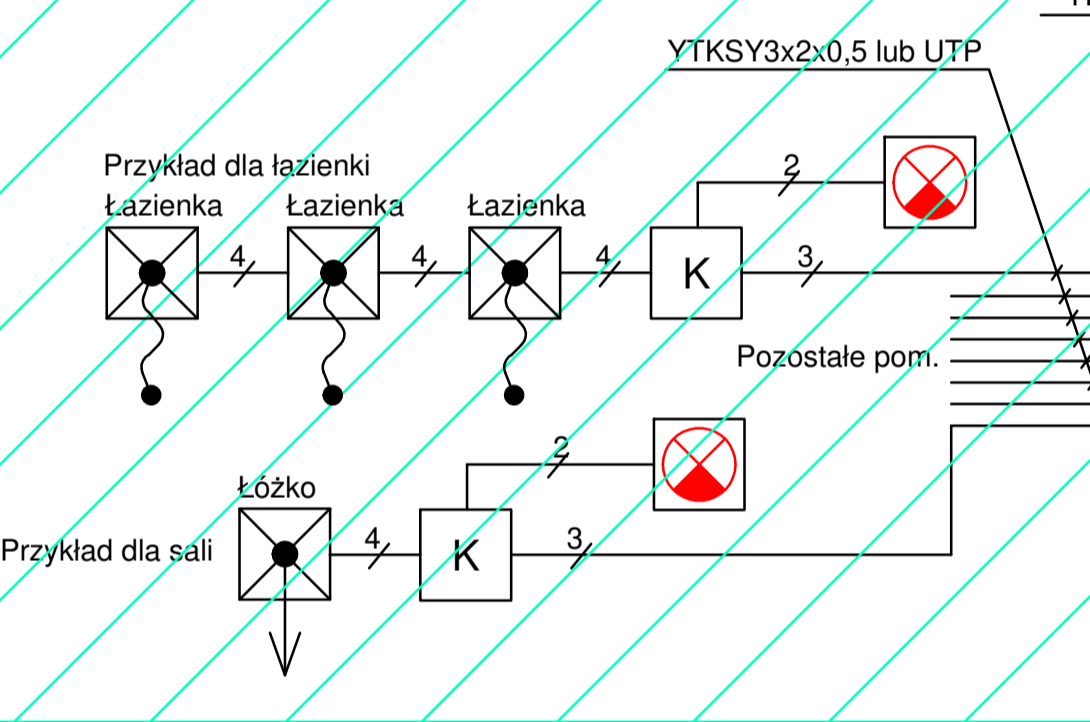 YTKSY3x2x0,5 lub UTP
Przykład dla łazienki
Łazienka Łazienka Łazienka
2
4 4 4 K 3
Pozostałe pom.
2
Łóżko
Przykład dla sali 4 K 3